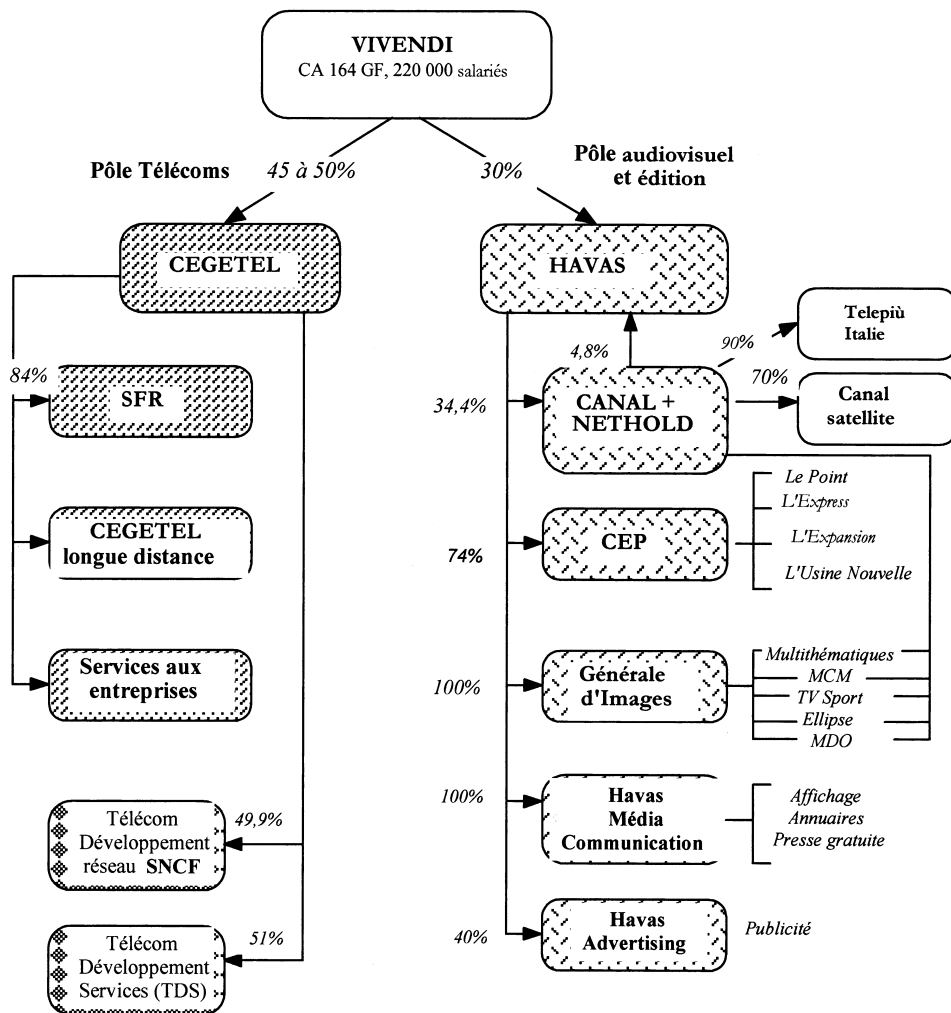 VIVENDI
CA 164 GF, 220 000 salariés
Pôle Télécoms
45 à 50%
30%
Pôle audiovisuel
et édition
CEGETEL
HAVAS
84%
SFR
CEGETEL
longue distance
Services aux
entreprises
49,9%
Télécom
Développement
réseau SNCF
51%
Télécom
Développement
Services (TDS)
4,8%
90%
Telepiù
Italie
70%
Canal
satellite
34,4%
CANAL +
NETHOLD
74%
CEP
Le Point
L'Express
L'Expansion
L'Usine Nouvelle
100%
Générale
d'Images
Multithématiques
MCM
TV Sport
Ellipse
MDO
100%
Havas
Média
Communication
Affichage
Annuaires
Presse gratuite
40%
Havas
Advertising
Publicité